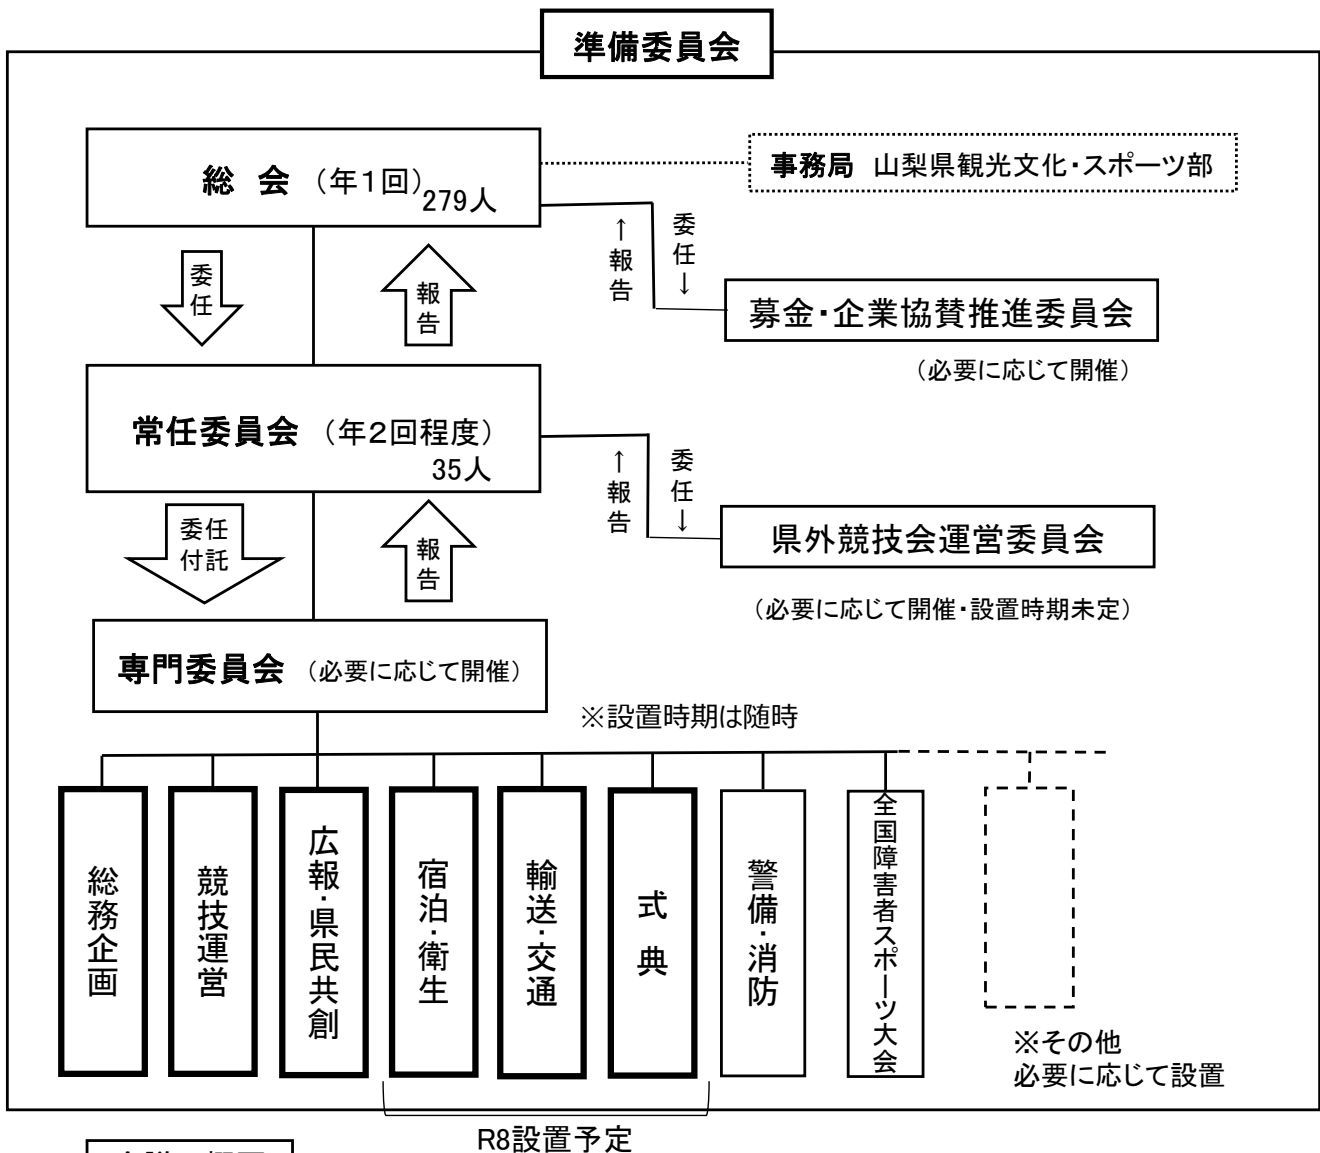 準備委員会
総 会 （年１回）
279人
事務局 山梨県観光文化・スポーツ部
委任
報告
↑報告
委任↓
募金・企業協賛推進委員会
（必要に応じて開催）
常任委員会 （年２回程度）
35人
↑報告
委任↓
委任
付託
報告
県外競技会運営委員会
（必要に応じて開催・設置時期未定）
専門委員会 （必要に応じて開催）
※設置時期は随時
総務企画
競技運営
広報・県民共創
宿泊・衛生
輸送・交通
式典
警備・消防
全国障害者スポーツ大会
※その他
必要に応じて設置
R8設置予定